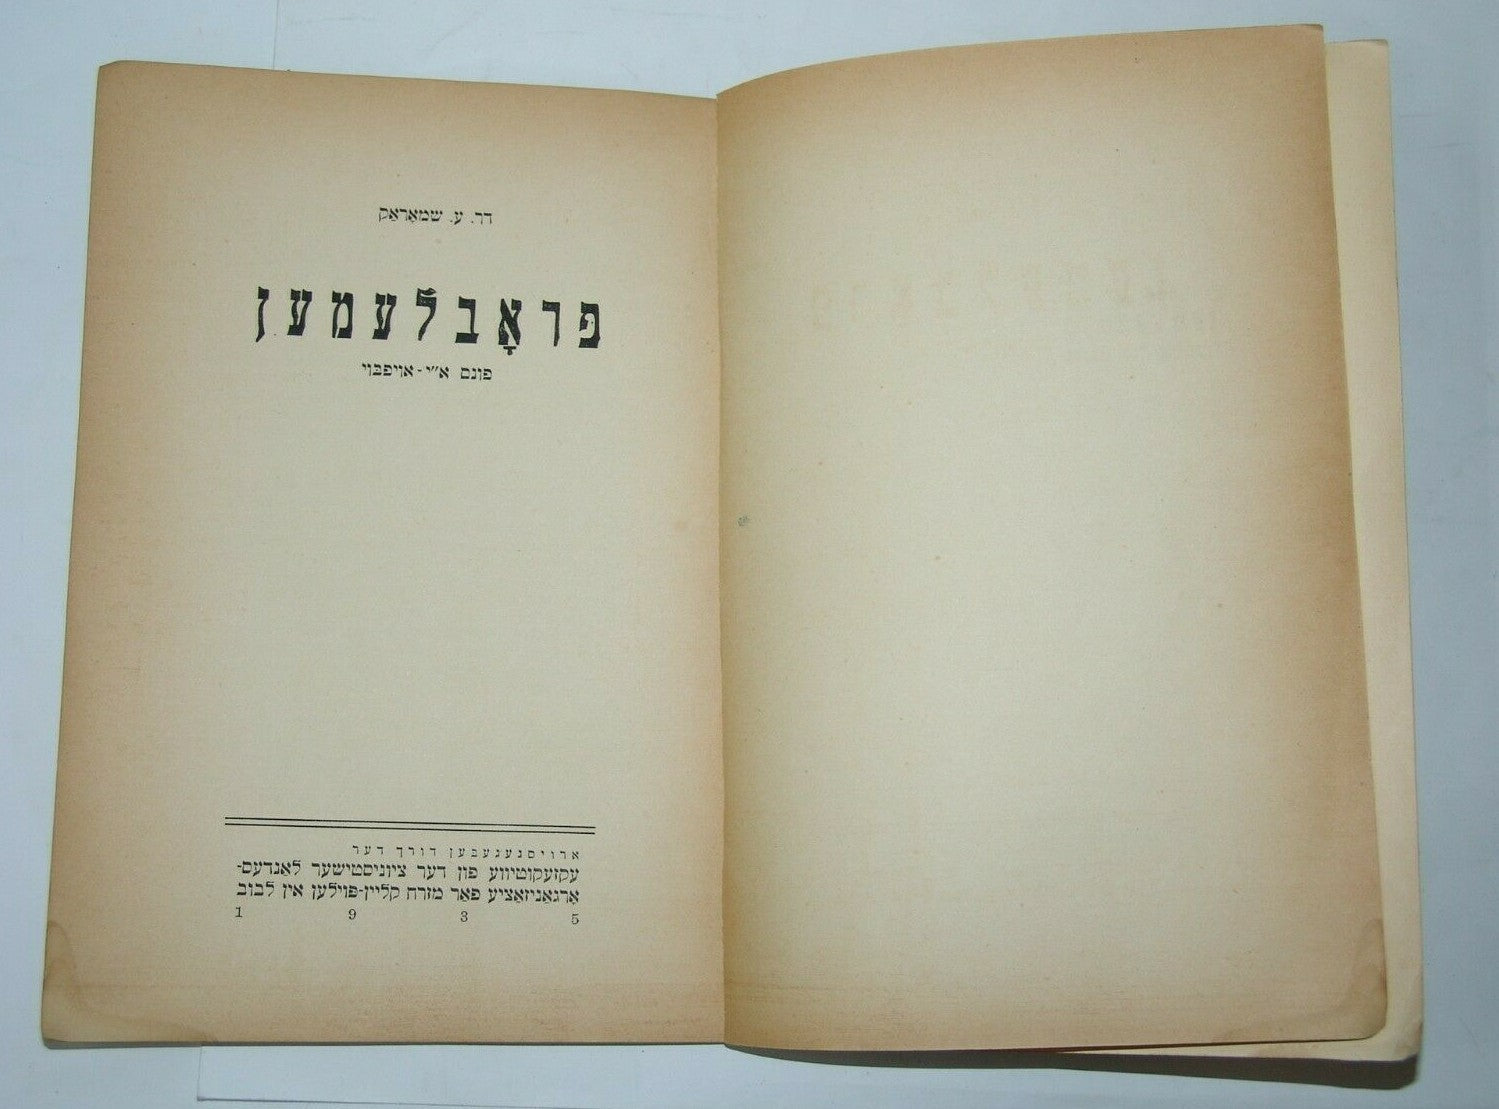 דר. ע. שמאָראַק
פּראָבלעמען
פונם א״י-אויפבוי
ארויסגעגעבען דורך דער
עקזעקוטיווע פון דער ציוניסטישער לאַנדעס-
אָרגאַניזאַציע פאַר מזרח קליין-פּוילען אין לבוב
1 9 3 5